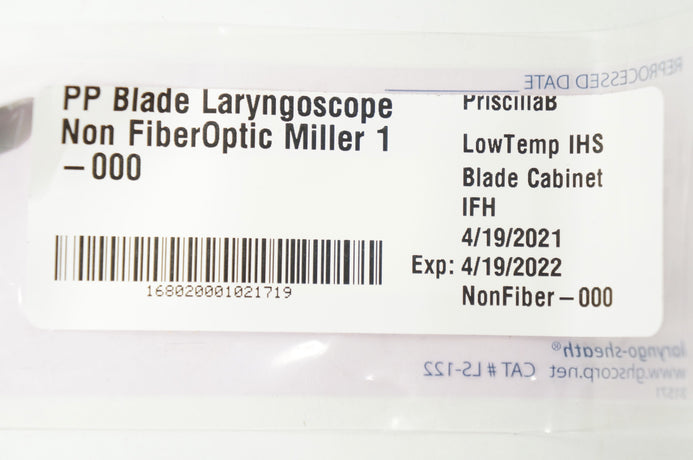 REPROCESSED DATE
PP Blade Laryngoscope
Non FiberOptic Miller 1
-000
168020001021719
PriscillaB
LowTemp IHS
Blade Cabinet
IFH
4/19/2021
Exp: 4/19/2022
NonFiber-000
laryngo-sheath®
www.ghscorp.net CAT # LS-122
31571